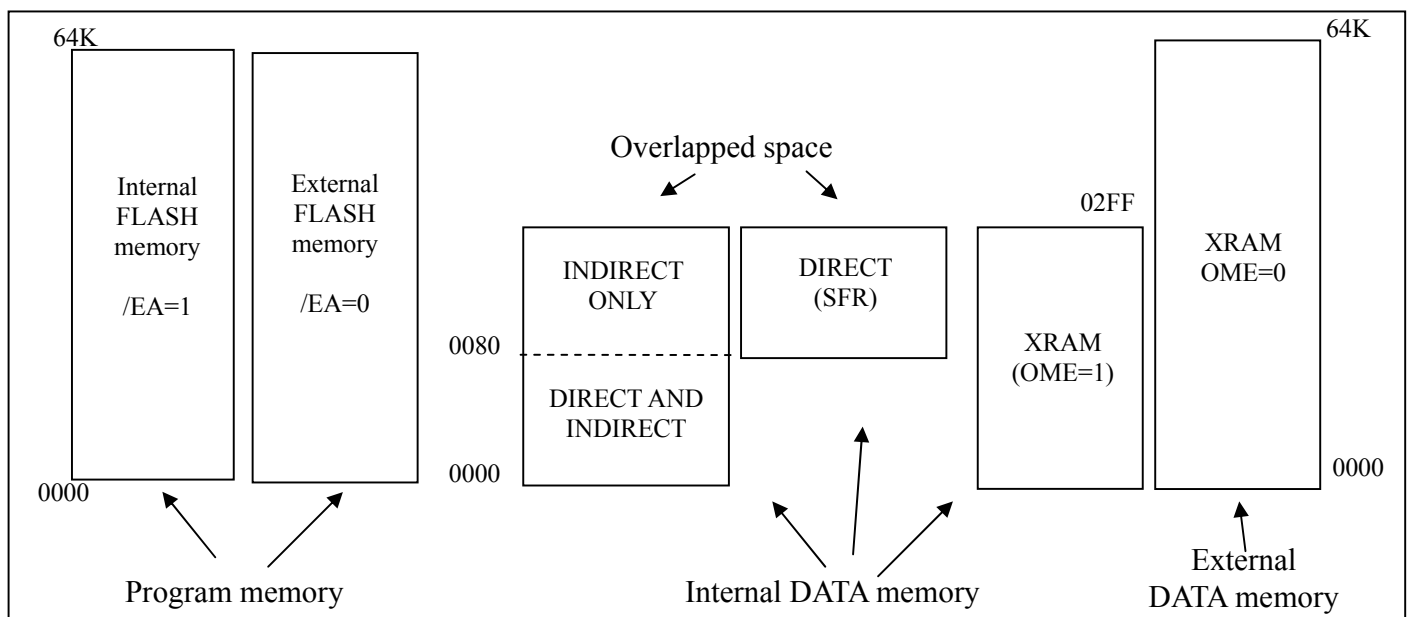 64K
Internal
FLASH
memory
/EA=1
0000
External
FLASH
memory
/EA=0
Program memory
Overlapped space
INDIRECT
ONLY
0080
DIRECT AND
INDIRECT
0000
DIRECT
(SFR)
02FF
XRAM
(OME=1)
Internal DATA memory
64K
XRAM
OME=0
0000
External
DATA memory